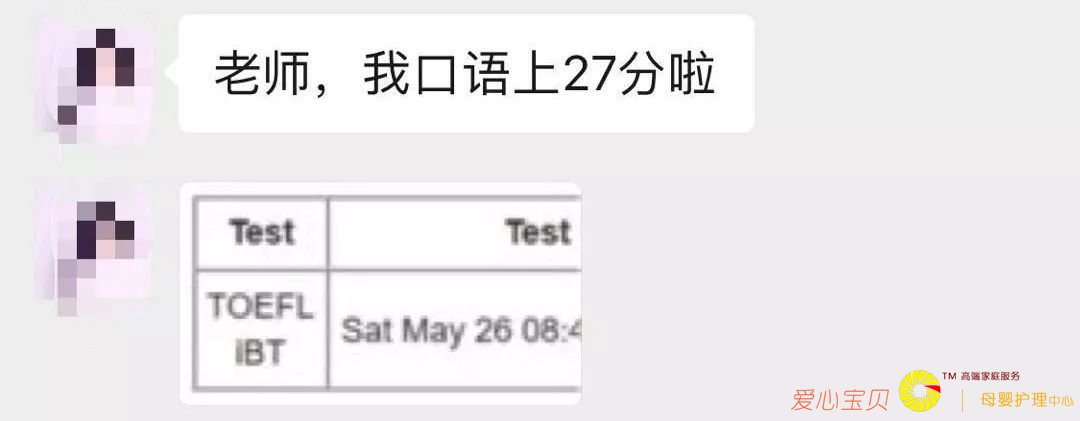 老师，我口语上27分啦
Test
Test
TOEFL
iBT
Sat May 26 08:4
TM 高端家庭服务
爱心宝贝
母婴护理中心